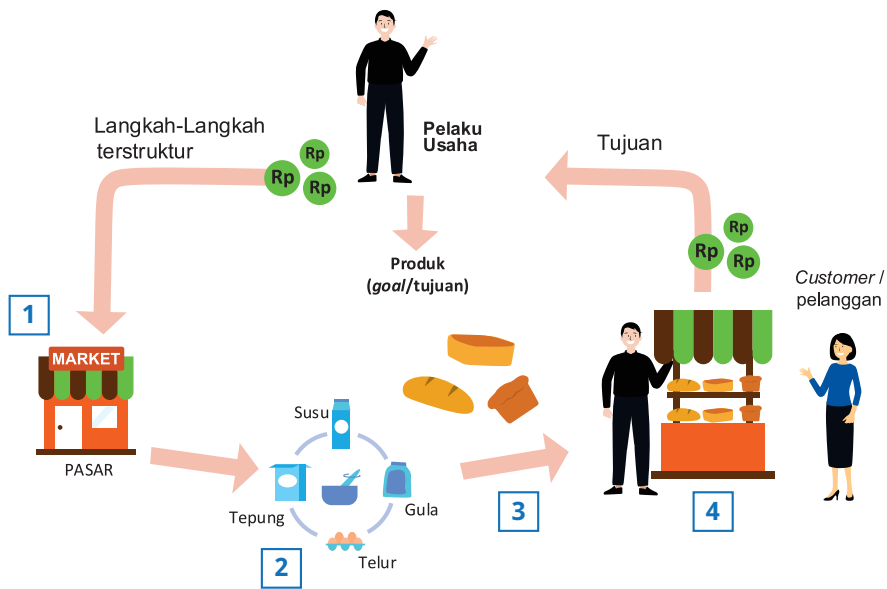 Langkah-Langkah
terstruktur
Rp
Rp
Rp
Pelaku
Usaha
Tujuan
Rp
Rp
Rp
Produk
(goal/tujuan)
Customer /
pelanggan
1
MARKET
PASAR
Susu
Tepung
Gula
Telur
2
3
4